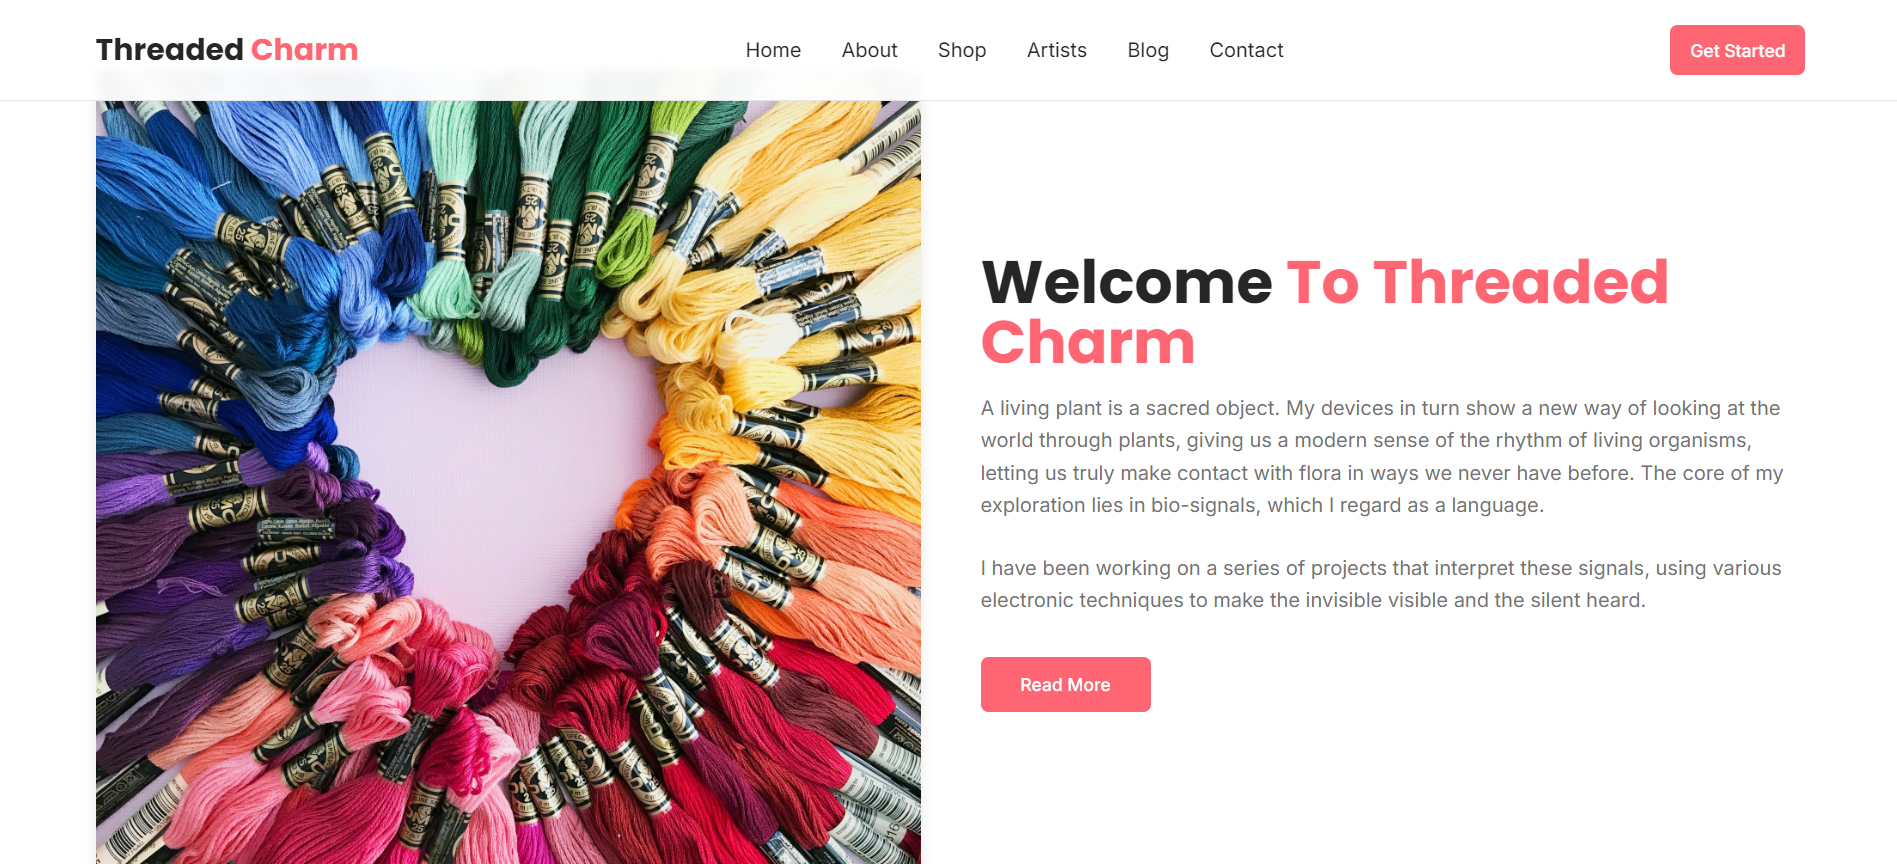 Threaded Charm
Home
About
Shop
Artists
Blog
Contact
Get Started
Welcome To Threaded
Charm
A living plant is a sacred object. My devices in turn show a new way of looking at the
world through plants, giving us a modern sense of the rhythm of living organisms,
letting us truly make contact with flora in ways we never have before. The core of my
exploration lies in bio-signals, which I regard as a language.
I have been working on a series of projects that interpret these signals, using various
electronic techniques to make the invisible visible and the silent heard.
Read More